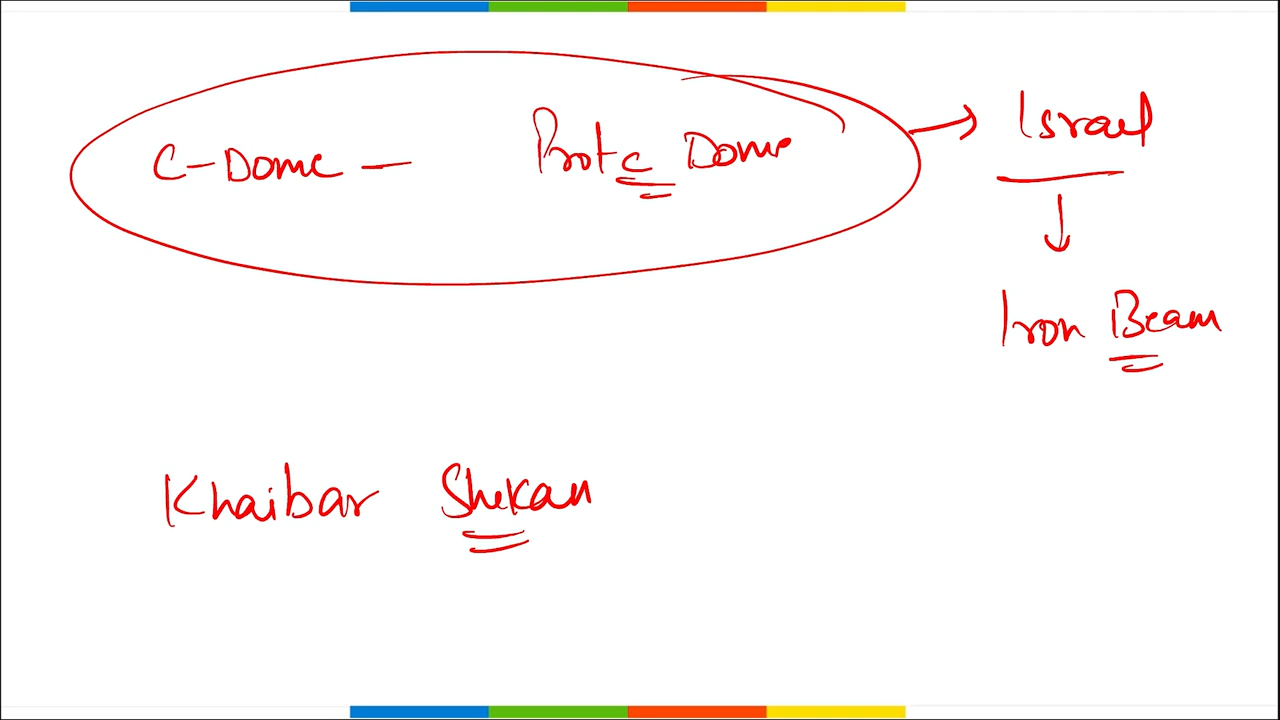 C-Dome - Protc Dome → Israel
↓
Iron Beam
Khaibar Shekan